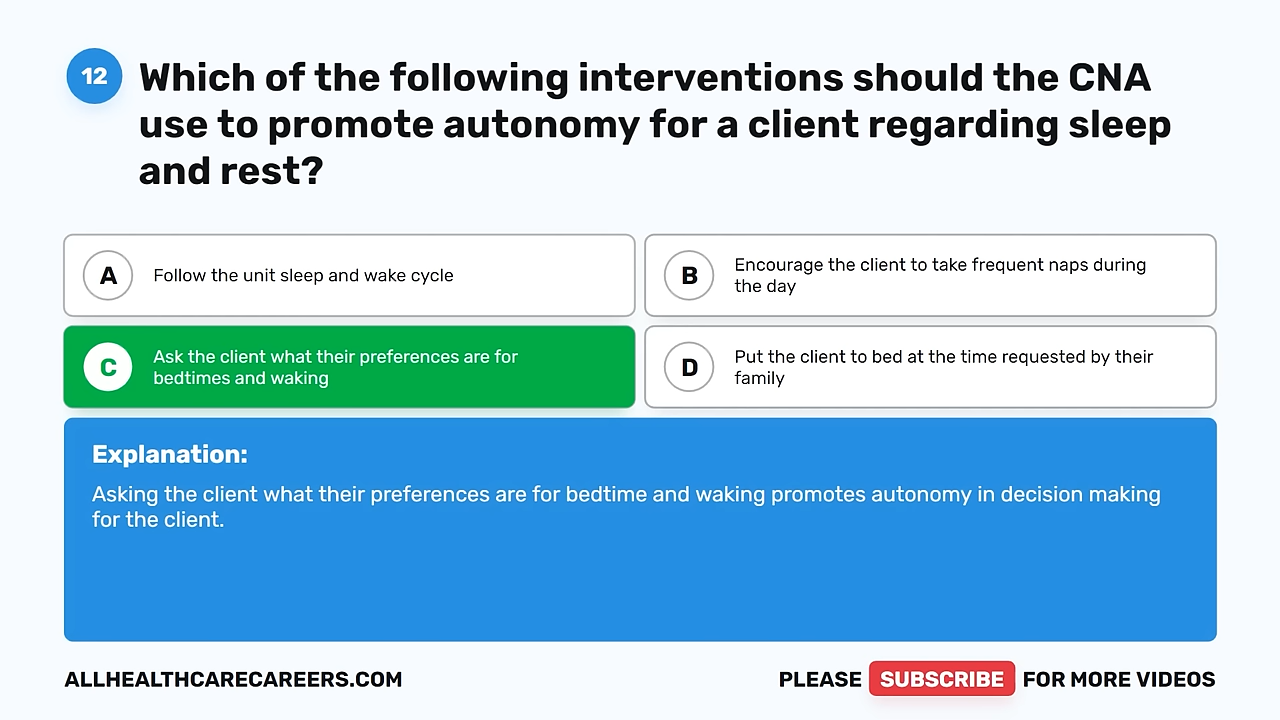 12
Which of the following interventions should the CNA
use to promote autonomy for a client regarding sleep
and rest?
A
Follow the unit sleep and wake cycle
B
Encourage the client to take frequent naps during
the day
C
Ask the client what their preferences are for
bedtimes and waking
D
Put the client to bed at the time requested by their
family
Explanation:
Asking the client what their preferences are for bedtime and waking promotes autonomy in decision making
for the client.
ALLHEALTHCARECAREERS.COM
PLEASE SUBSCRIBE FOR MORE VIDEOS